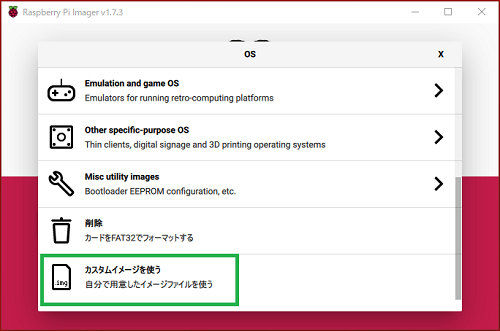 Raspberry Pi Imager v1.7.3
OS
X
Emulation and game OS
Emulators for running retro-computing platforms
Other specific-purpose OS
Thin clients, digital signage and 3D printing operating systems
Misc utility images
Bootloader EEPROM configuration, etc.
削除
カードをFAT32でフォーマットする
カスタムイメージを使う
.img
自分で用意したイメージファイルを使う